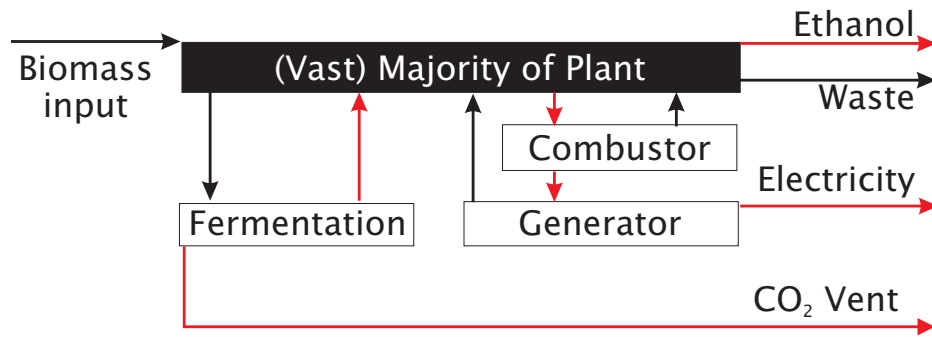 Ethanol
Biomass
input
(Vast) Majority of Plant
Waste
Combustor
Electricity
Fermentation
Generator
CO₂ Vent